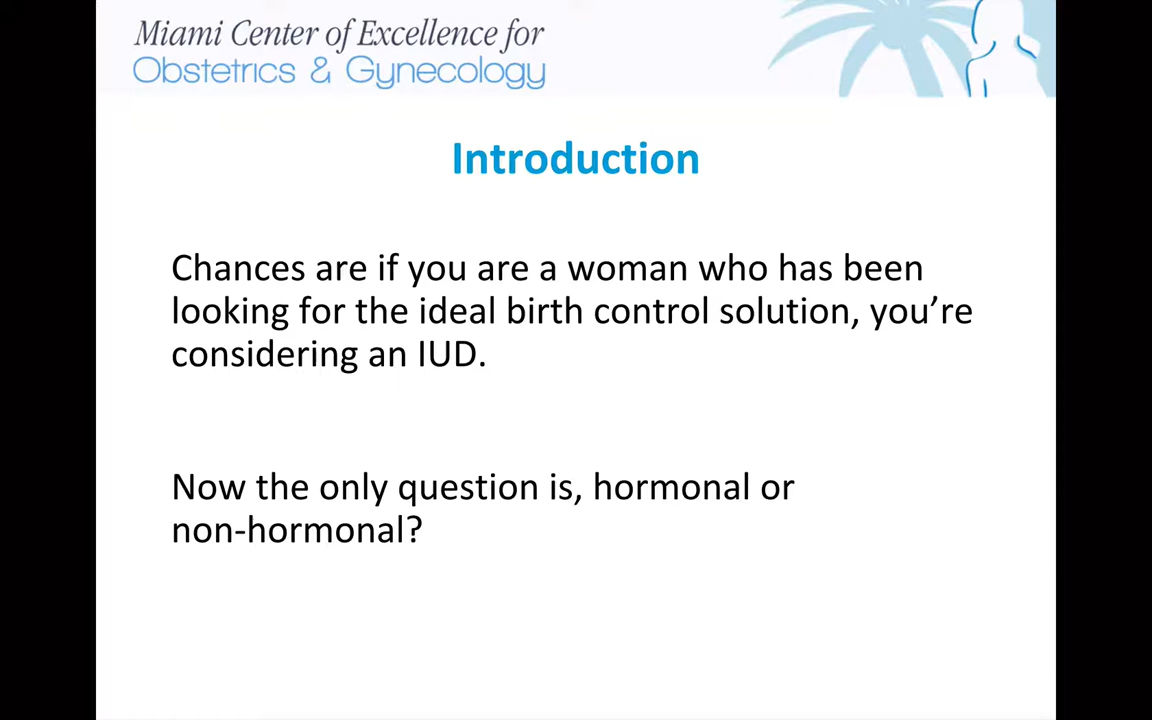 Miami Center of Excellence for
Obstetrics & Gynecology
Introduction
Chances are if you are a woman who has been
looking for the ideal birth control solution, you’re
considering an IUD.
Now the only question is, hormonal or
non-hormonal?